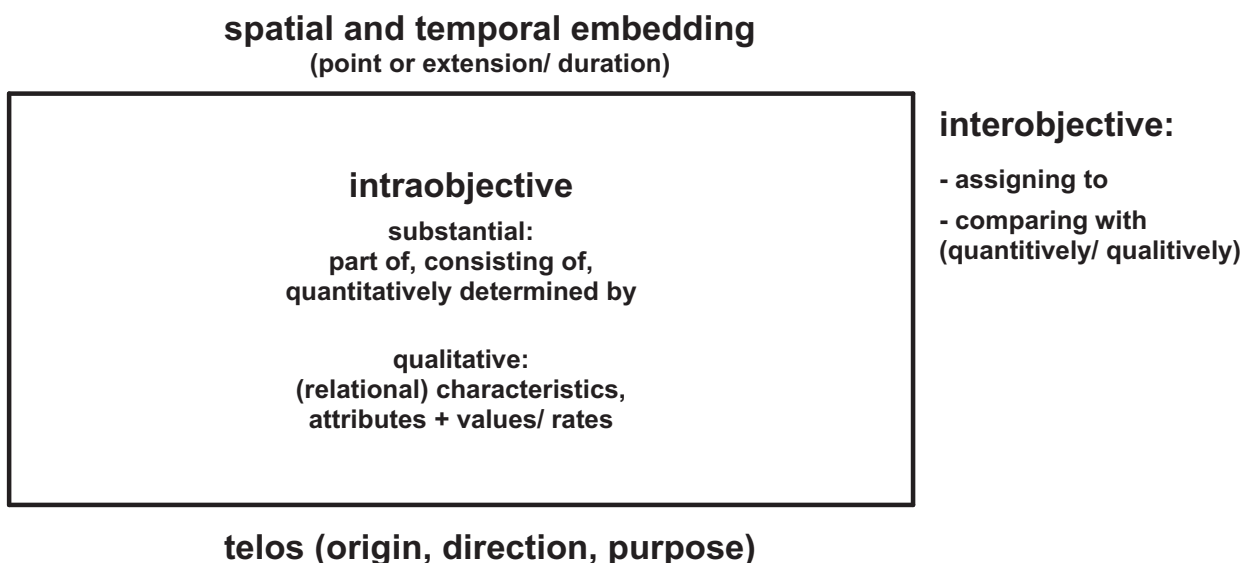 spatial and temporal embedding
(point or extension/ duration)
interobjective:
- assigning to
- comparing with
(quantitively/ qualitively)
intraobjective
substantial:
part of, consisting of,
quantitatively determined by
qualitative:
(relational) characteristics,
attributes + values/ rates
telos (origin, direction, purpose)